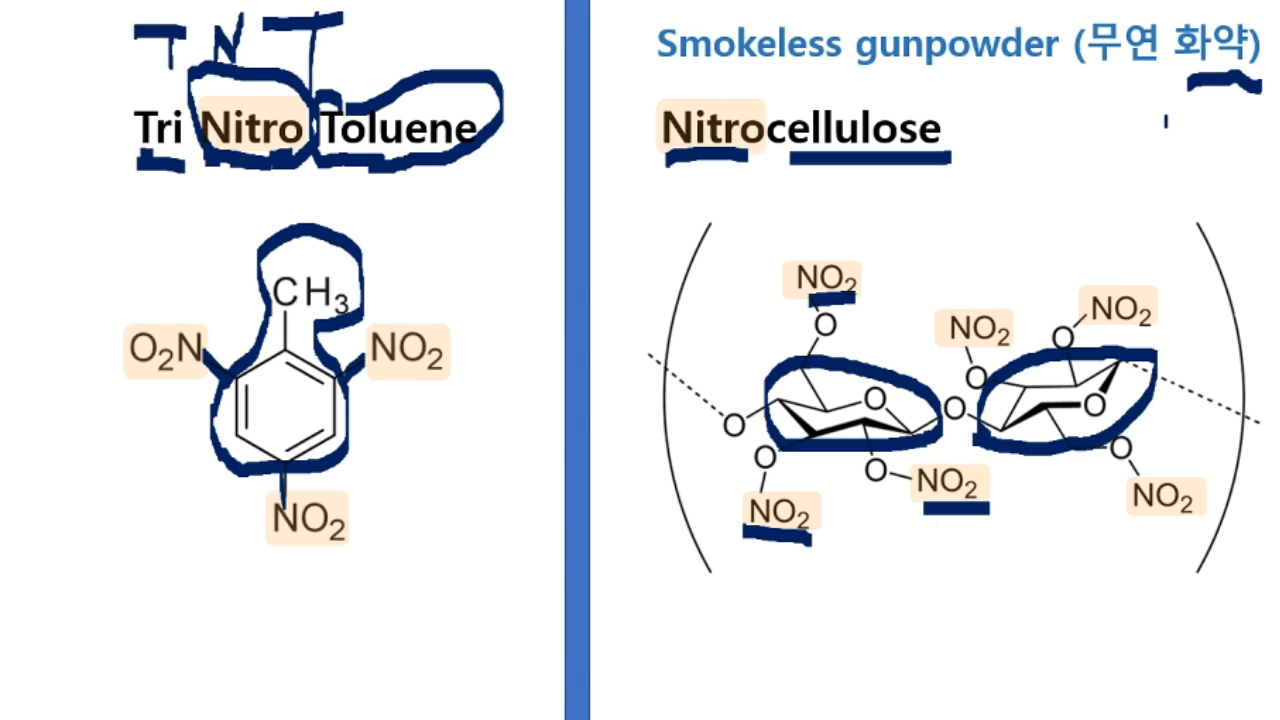 T N T
Tri Nitro Toluene
CH3
O2N
NO2
NO2
Smokeless gunpowder (무연 화약)
Nitrocellulose
NO2
O
NO2
NO2
O
O
O
O
O
O
O
O
O
NO2
NO2
NO2